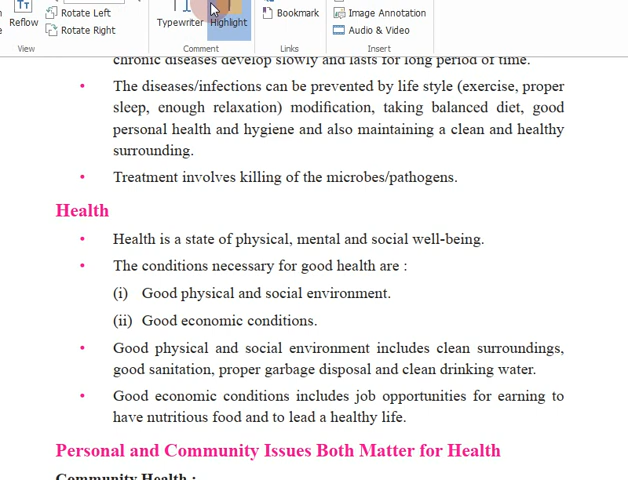 Reflow
Rotate Left
Rotate Right
View
Typewriter
Highlight
Comment
Bookmark
Links
Image Annotation
Audio & Video
Insert
chronic diseases develop slowly and lasts for long period of time.
• The diseases/infections can be prevented by life style (exercise, proper
sleep, enough relaxation) modification, taking balanced diet, good
personal health and hygiene and also maintaining a clean and healthy
surrounding.
• Treatment involves killing of the microbes/pathogens.
Health
• Health is a state of physical, mental and social well-being.
• The conditions necessary for good health are :
(i) Good physical and social environment.
(ii) Good economic conditions.
• Good physical and social environment includes clean surroundings,
good sanitation, proper garbage disposal and clean drinking water.
• Good economic conditions includes job opportunities for earning to
have nutritious food and to lead a healthy life.
Personal and Community Issues Both Matter for Health
Community Health :